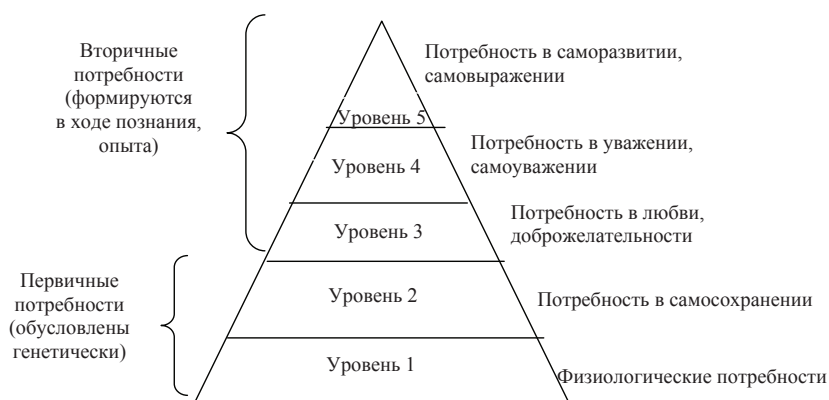 Вторичные
потребности
(формируются
в ходе познания,
опыта)
Первичные
потребности
(обусловлены
генетически)
Уровень 5
Уровень 4
Уровень 3
Уровень 2
Уровень 1
Потребность в саморазвитии,
самовыражении
Потребность в уважении,
самоуважении
Потребность в любви,
доброжелательности
Потребность в самосохранении
Физиологические потребности